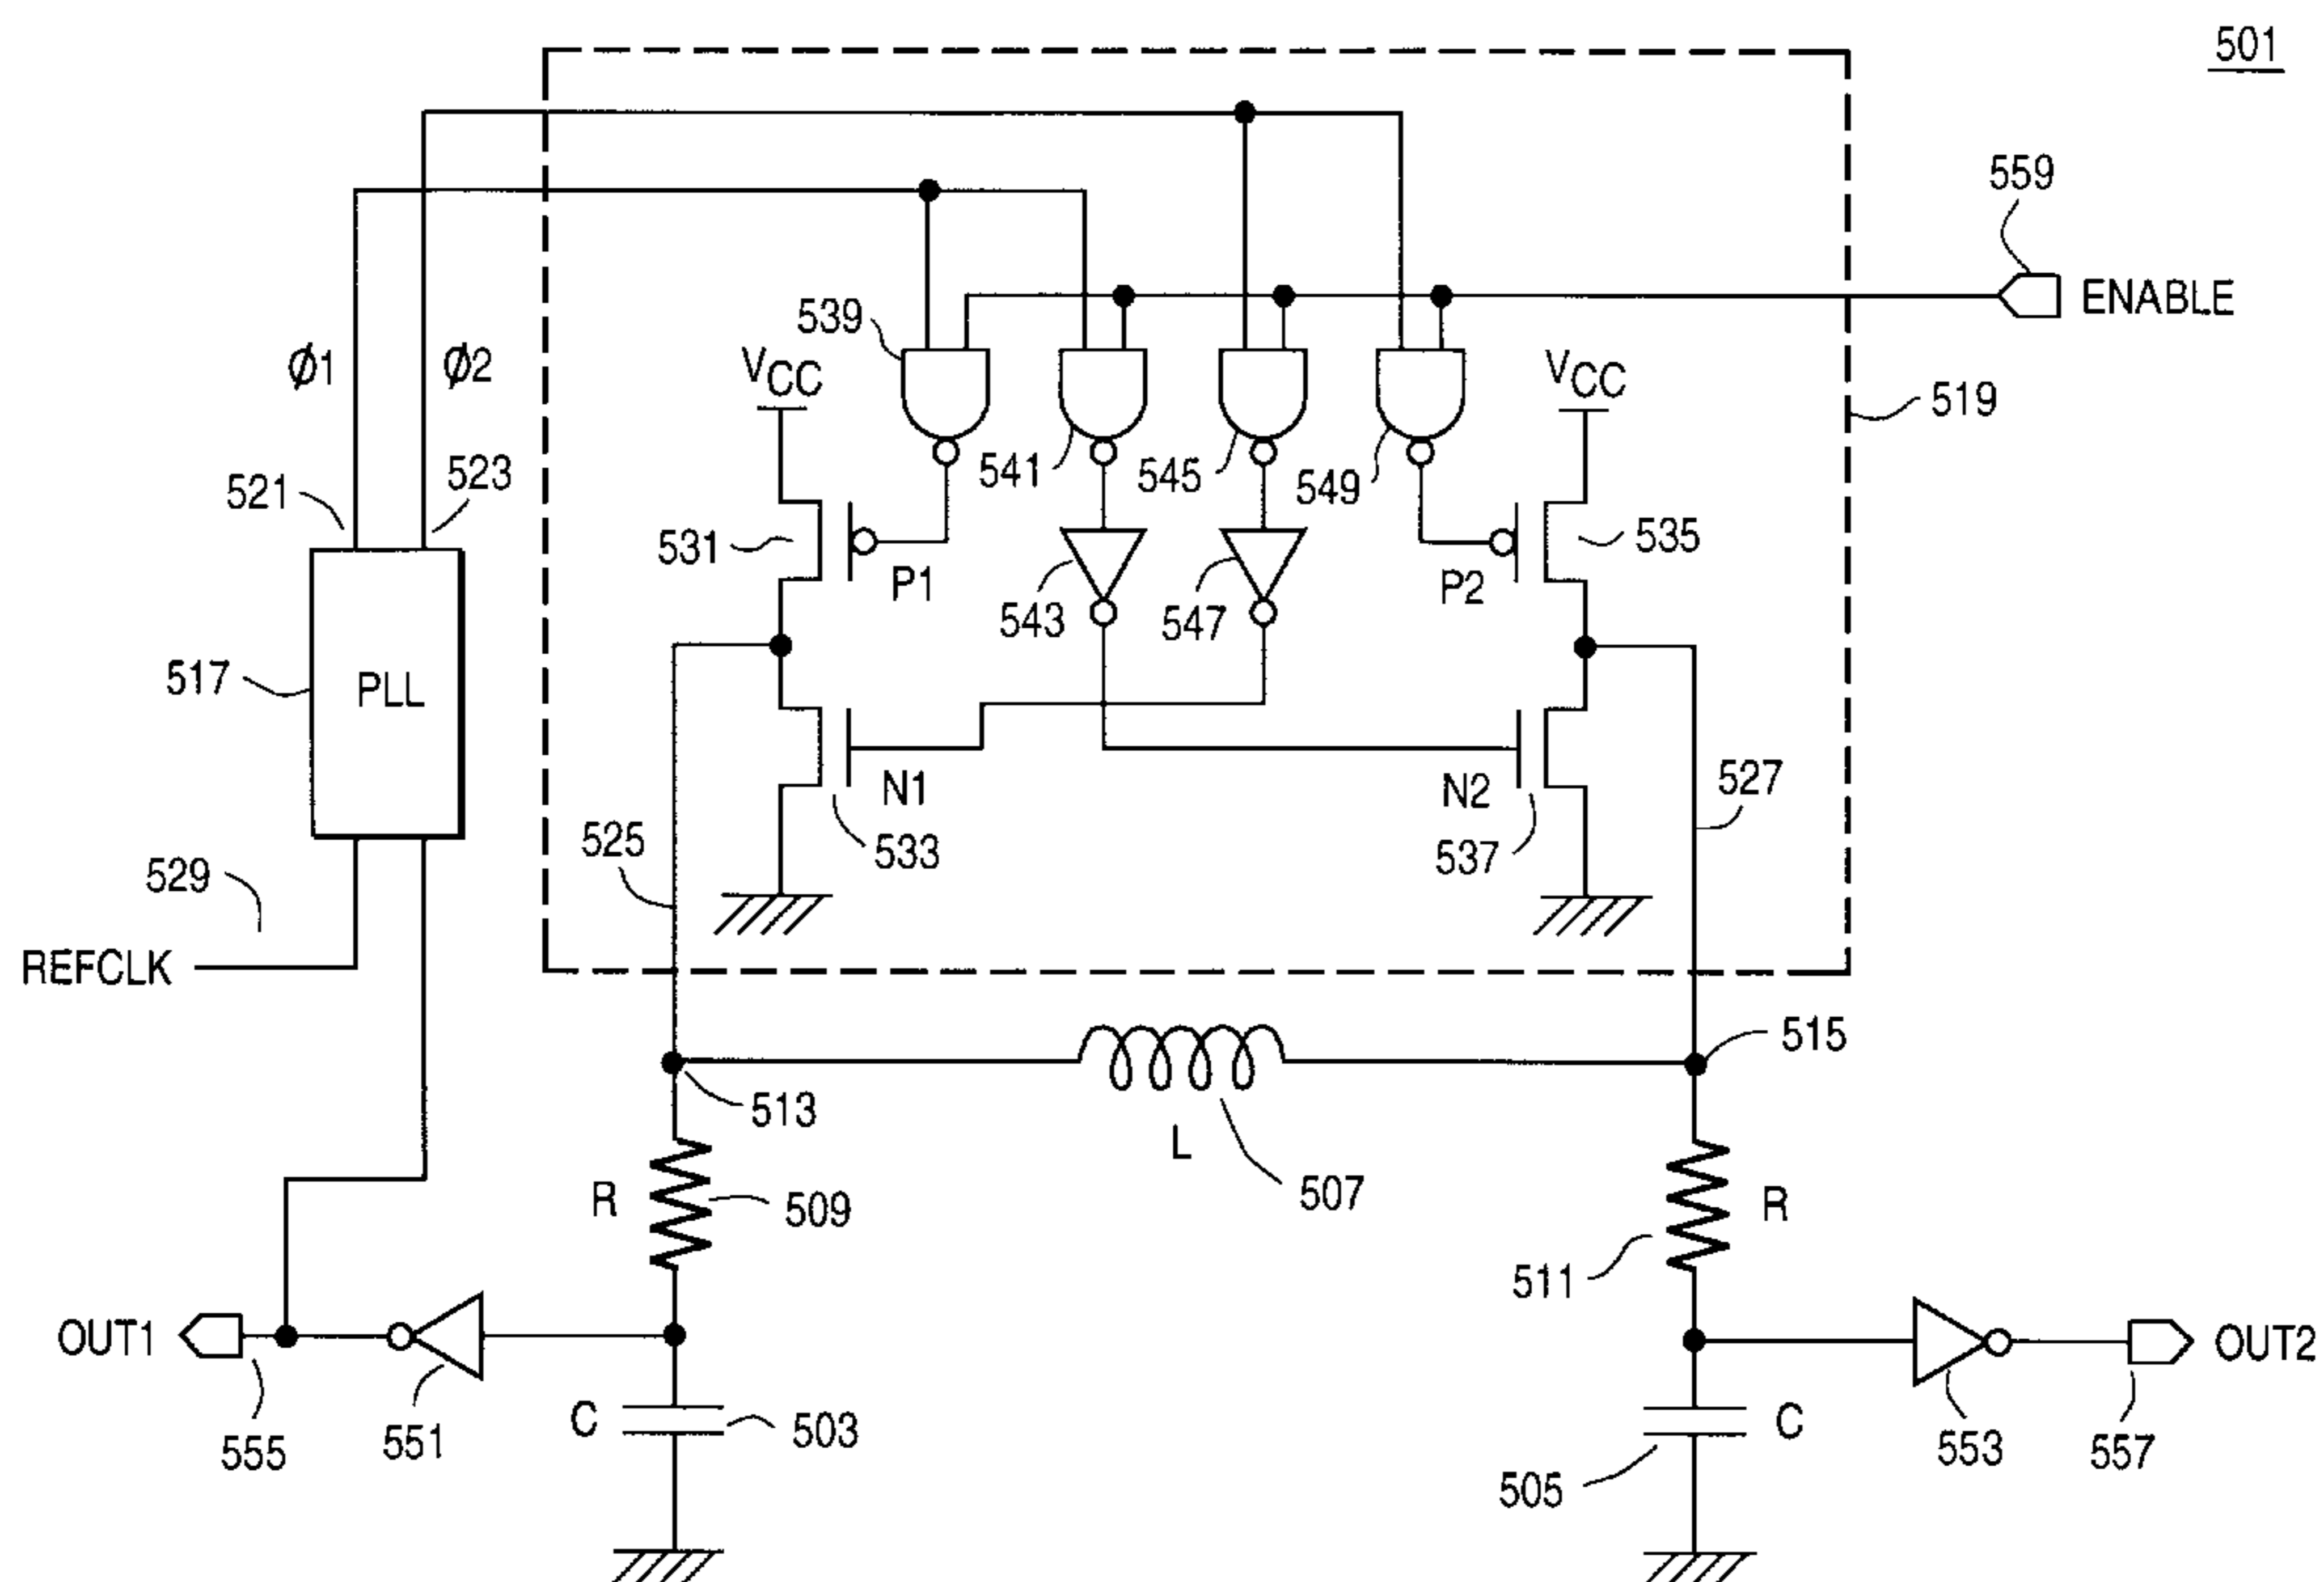 501
559
ENABLE
539
VCC
VCC
Ø1
Ø2
519
541
545
549
521
523
531
P1
P2
535
543
547
517
PLL
N1
N2
527
525
533
537
529
REFCLK
515
513
L
507
R
509
R
511
OUT1
OUT2
C
503
C
555
551
505
553
557